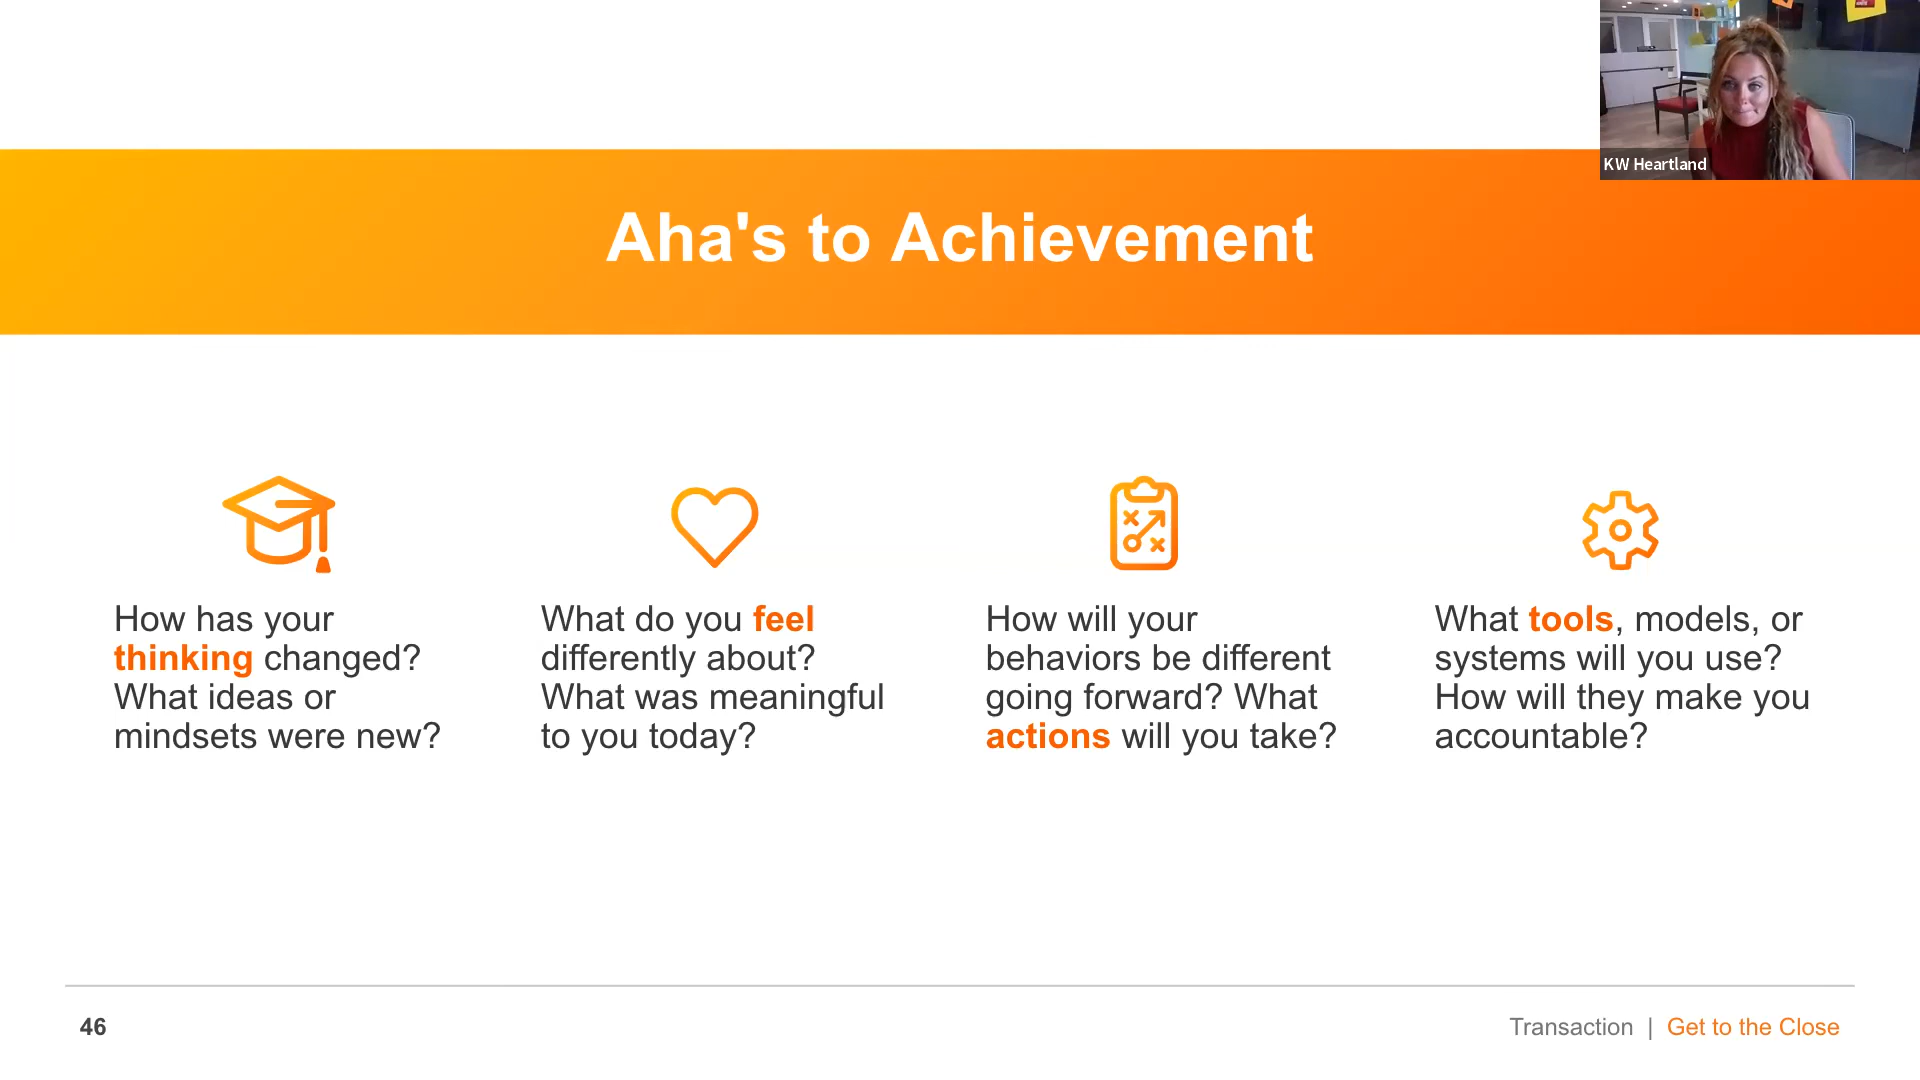 KW Heartland
Aha's to Achievement
How has your
thinking changed?
What ideas or
mindsets were new?
What do you feel
differently about?
What was meaningful
to you today?
How will your
behaviors be different
going forward? What
actions will you take?
What tools, models, or
systems will you use?
How will they make you
accountable?
46
Transaction | Get to the Close